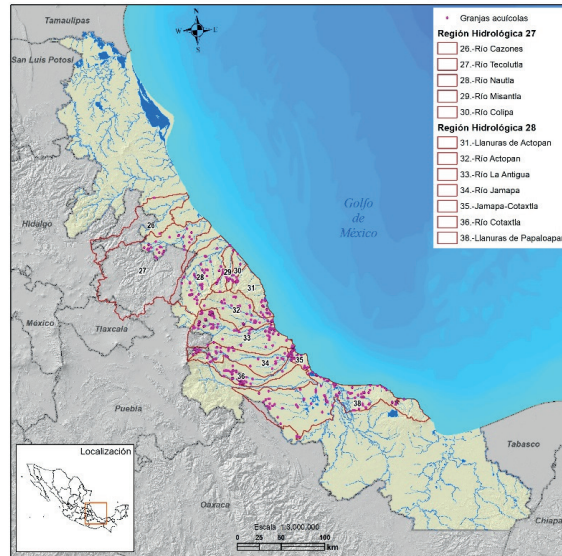 Tamaulipas
San Luis Potosí
N
W
E
S
Granjas acuícolas
Región Hidrológica 27
26.-Río Cazones
27.-Río Tecolutla
28.-Río Nautla
29.-Río Misantla
30.-Río Colipa
Región Hidrológica 28
31.-Llanuras de Actopan
32.-Río Actopan
33.-Río La Antigua
34.-Río Jamapa
35.-Jamapa-Cotaxtla
36.-Río Cotaxtla
38.-Llanuras de Papaloapan
Golfo
de
México
Hidalgo
26
27
28
29
30
31
32
33
34
35
36
38
México
Tlaxcala
Puebla
Oaxaca
Tabasco
Chiapas
Localización
Escala 1:3,000,000
0 25 50 100
km